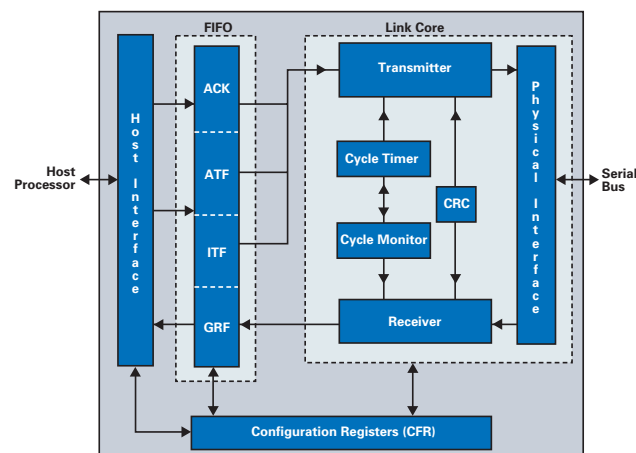 FIFO
Link Core
Host Interface
ACK
ATF
ITF
GRF
Transmitter
Cycle Timer
CRC
Cycle Monitor
Receiver
Physical Interface
Host
Processor
Serial
Bus
Configuration Registers (CFR)